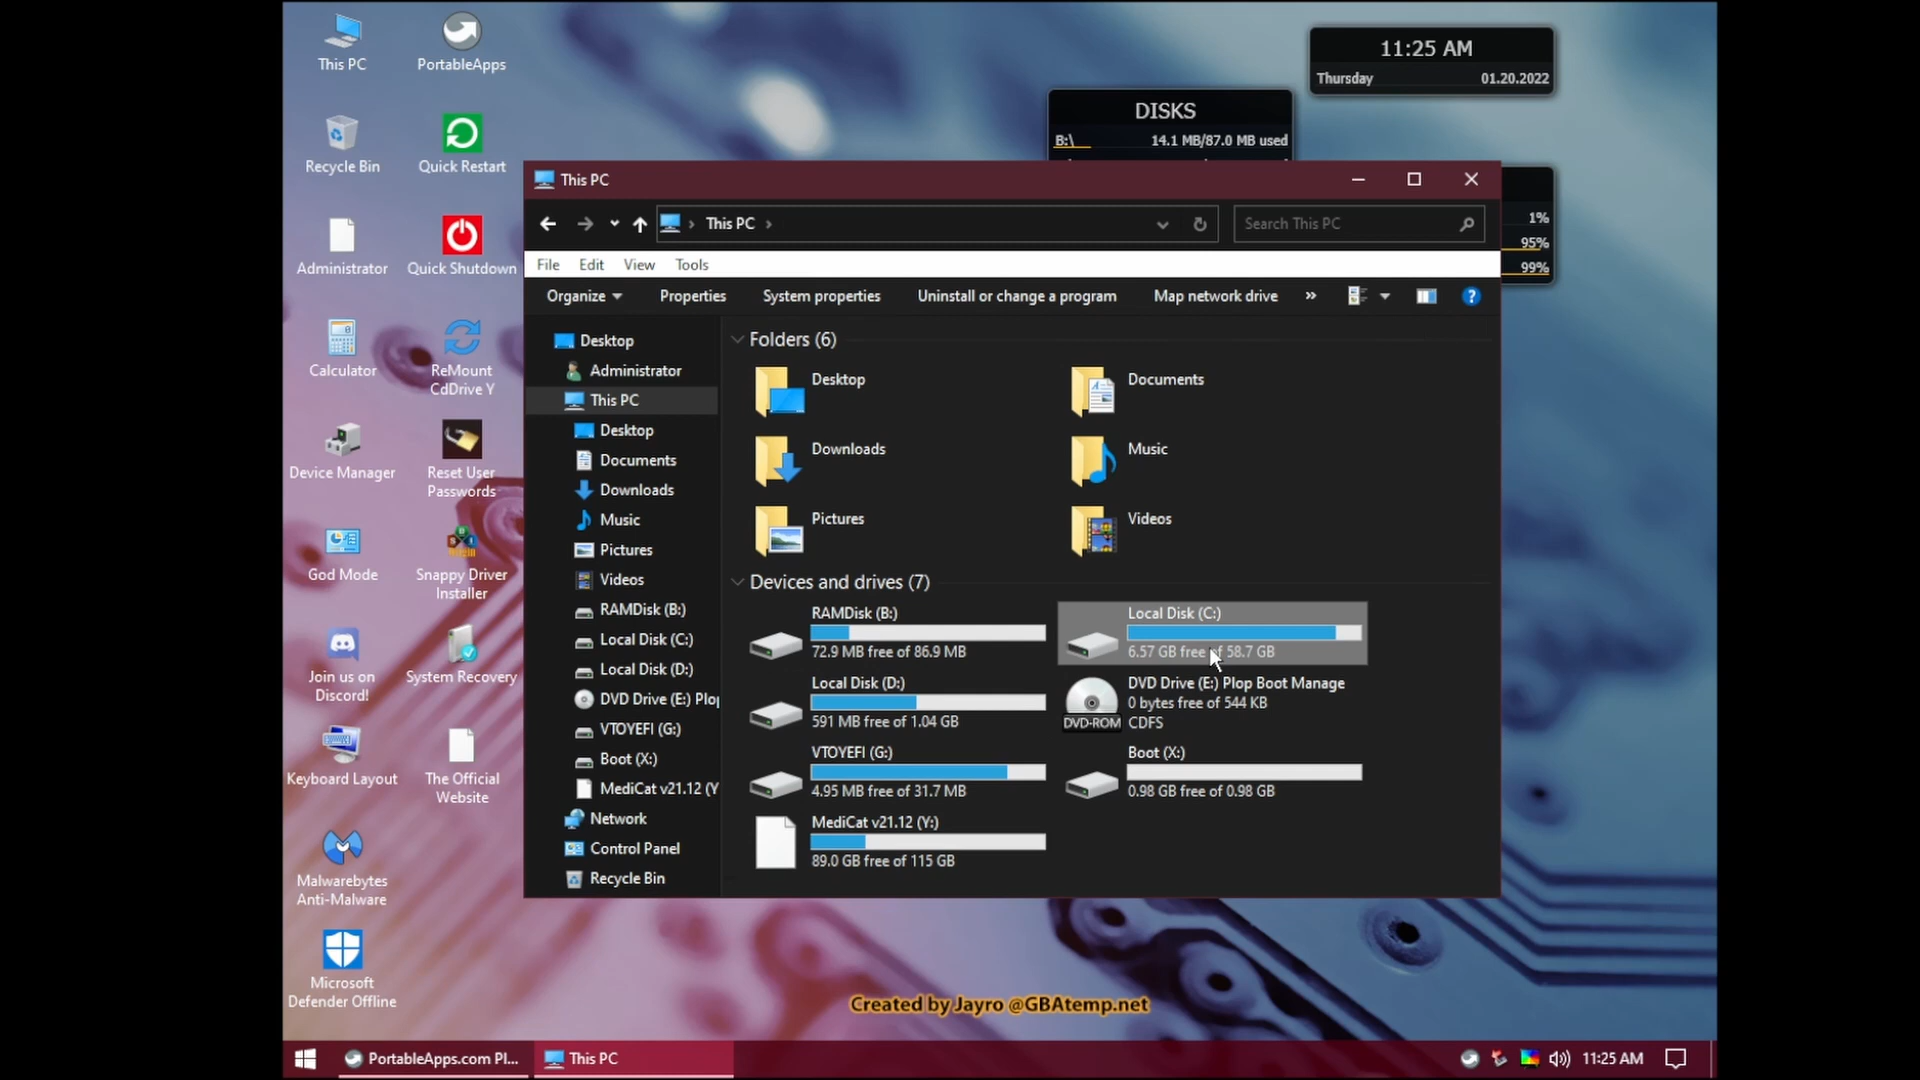 This PC
PortableApps
Recycle Bin
Quick Restart
Administrator
Quick Shutdown
Calculator
ReMount
CdDrive Y
Device Manager
Reset User
Passwords
God Mode
Snappy Driver
Installer
Join us on
Discord!
System Recovery
Keyboard Layout
The Official
Website
Malwarebytes
Anti-Malware
Microsoft
Defender Offline
11:25 AM
Thursday 01.20.2022
DISKS
B:\ 14.1 MB/87.0 MB used
1%
95%
99%
This PC
This PC
Search This PC
File Edit View Tools
Organize Properties System properties Uninstall or change a program Map network drive »
Desktop
Administrator
This PC
Desktop
Documents
Downloads
Music
Pictures
Videos
RAMDisk (B:)
Local Disk (C:)
Local Disk (D:)
DVD Drive (E:) Plo
VTOYEFI (G:)
Boot (X:)
MediCat v21.12 (Y
Network
Control Panel
Recycle Bin
Folders (6)
Desktop
Documents
Downloads
Music
Pictures
Videos
Devices and drives (7)
RAMDisk (B:)
72.9 MB free of 86.9 MB
Local Disk (C:)
6.57 GB free of 58.7 GB
Local Disk (D:)
591 MB free of 1.04 GB
DVD Drive (E:) Plop Boot Manage
0 bytes free of 544 KB
CDFS
DVD-ROM
VTOYEFI (G:)
4.95 MB free of 31.7 MB
Boot (X:)
0.98 GB free of 0.98 GB
MediCat v21.12 (Y:)
89.0 GB free of 115 GB
Created by Jayro @GBAtemp.net
PortableApps.com Pl...
This PC
11:25 AM